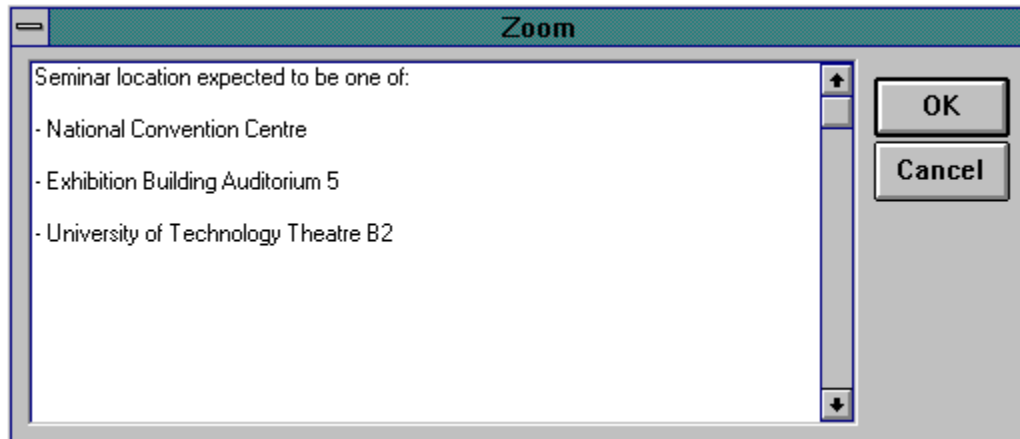 Zoom
Seminar location expected to be one of:
- National Convention Centre
- Exhibition Building Auditorium 5
- University of Technology Theatre B2
OK
Cancel